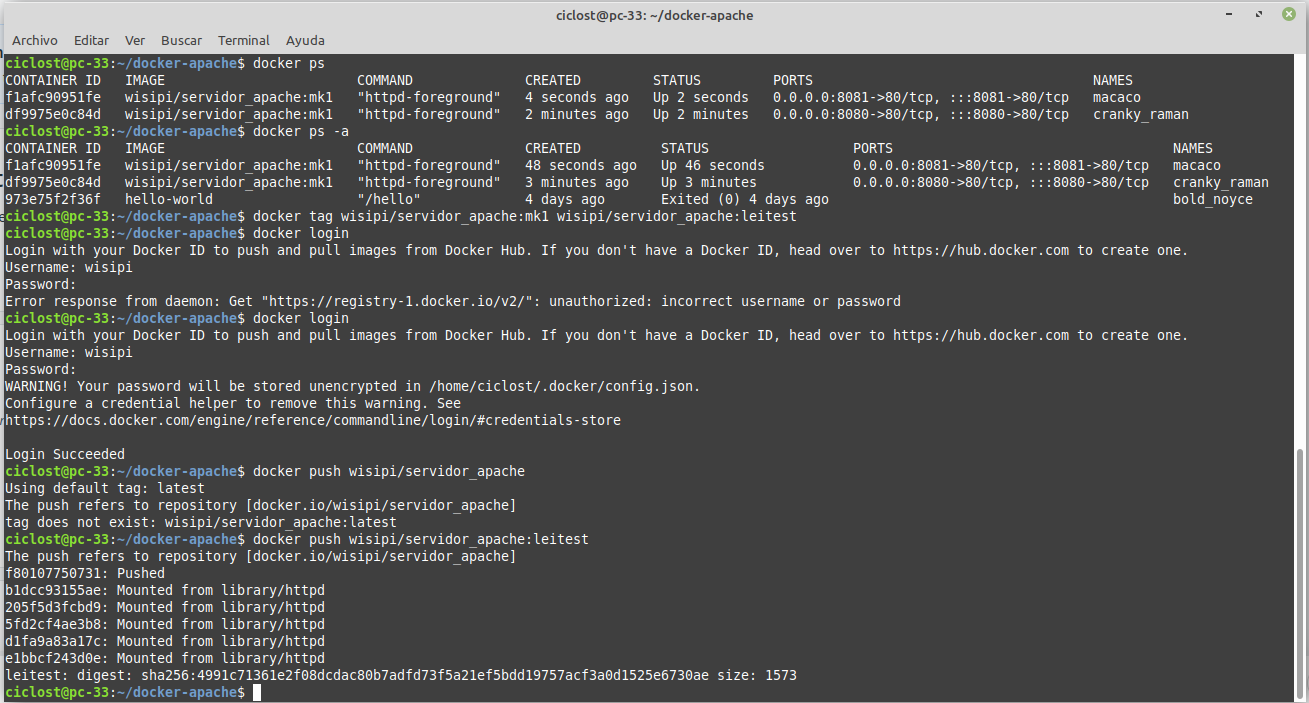 ciclost@pc-33: ~/docker-apache
Archivo Editar Ver Buscar Terminal Ayuda
ciclost@pc-33:~/docker-apache$ docker ps
CONTAINER ID IMAGE COMMAND CREATED STATUS PORTS NAMES
f1afc90951fe wisipi/servidor_apache:mk1 "httpd-foreground" 4 seconds ago Up 2 seconds 0.0.0.0:8081->80/tcp, :::8081->80/tcp macaco
df9975e0c84d wisipi/servidor_apache:mk1 "httpd-foreground" 2 minutes ago Up 2 minutes 0.0.0.0:8080->80/tcp, :::8080->80/tcp cranky_raman
ciclost@pc-33:~/docker-apache$ docker ps -a
CONTAINER ID IMAGE COMMAND CREATED STATUS PORTS NAMES
f1afc90951fe wisipi/servidor_apache:mk1 "httpd-foreground" 48 seconds ago Up 46 seconds 0.0.0.0:8081->80/tcp, :::8081->80/tcp macaco
df9975e0c84d wisipi/servidor_apache:mk1 "httpd-foreground" 3 minutes ago Up 3 minutes 0.0.0.0:8080->80/tcp, :::8080->80/tcp cranky_raman
973e75f2f36f hello-world "/hello" 4 days ago Exited (0) 4 days ago bold_noyce
ciclost@pc-33:~/docker-apache$ docker tag wisipi/servidor_apache:mk1 wisipi/servidor_apache:leitest
ciclost@pc-33:~/docker-apache$ docker login
Login with your Docker ID to push and pull images from Docker Hub. If you don't have a Docker ID, head over to https://hub.docker.com to create one.
Username: wisipi
Password:
Error response from daemon: Get "https://registry-1.docker.io/v2/": unauthorized: incorrect username or password
ciclost@pc-33:~/docker-apache$ docker login
Login with your Docker ID to push and pull images from Docker Hub. If you don't have a Docker ID, head over to https://hub.docker.com to create one.
Username: wisipi
Password:
WARNING! Your password will be stored unencrypted in /home/ciclost/.docker/config.json.
Configure a credential helper to remove this warning. See
https://docs.docker.com/engine/reference/commandline/login/#credentials-store
Login Succeeded
ciclost@pc-33:~/docker-apache$ docker push wisipi/servidor_apache
Using default tag: latest
The push refers to repository [docker.io/wisipi/servidor_apache]
tag does not exist: wisipi/servidor_apache:latest
ciclost@pc-33:~/docker-apache$ docker push wisipi/servidor_apache:leitest
The push refers to repository [docker.io/wisipi/servidor_apache]
f80107750731: Pushed
b1dcc93155ae: Mounted from library/httpd
205f5d3fcbd9: Mounted from library/httpd
5fd2cf4ae3b8: Mounted from library/httpd
d1fa9a83a17c: Mounted from library/httpd
e1bbcf243d0e: Mounted from library/httpd
leitest: digest: sha256:4991c71361e2f08dcdac80b7adfd73f5a21ef5bdd19757acf3a0d1525e6730ae size: 1573
ciclost@pc-33:~/docker-apache$